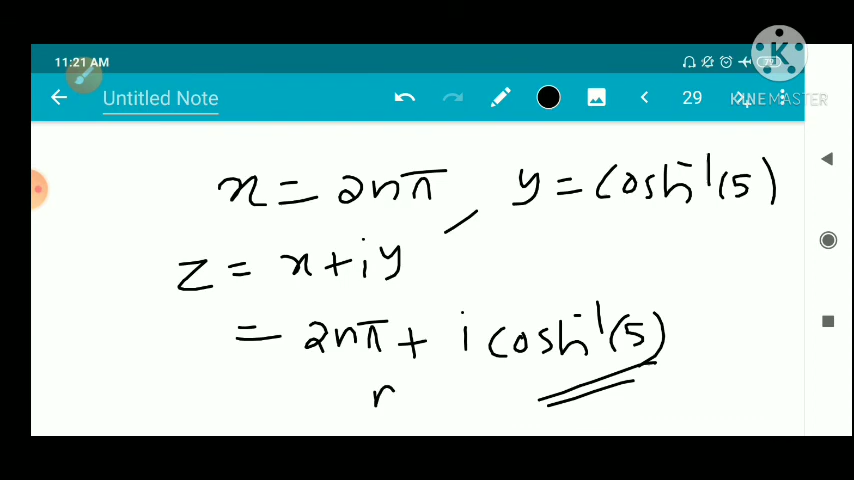 11:21 AM
KINEMASTER
Untitled Note
29
x = 2nπ, y = cosh⁻¹(5)
z = x + iy
= 2nπ + i cosh⁻¹(5)